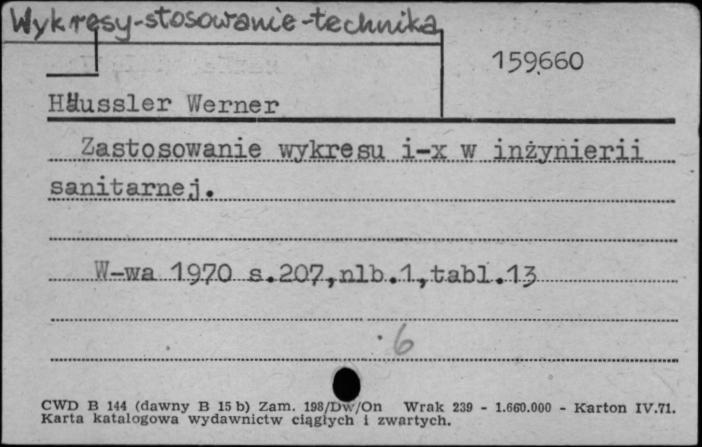 Wykresy-stosowanie-technika
159660
Häussler Werner
Zastosowanie wykresu i-x w inżynierii
sanitarnej.
W-wa 1970 s.207,nlb.1,tabl.13
6
CWD B 144 (dawny B 15 b) Zam. 198/Dw/On Wrak 239 - 1.660.000 - Karton IV.71.
Karta katalogowa wydawnictw ciągłych i zwartych.